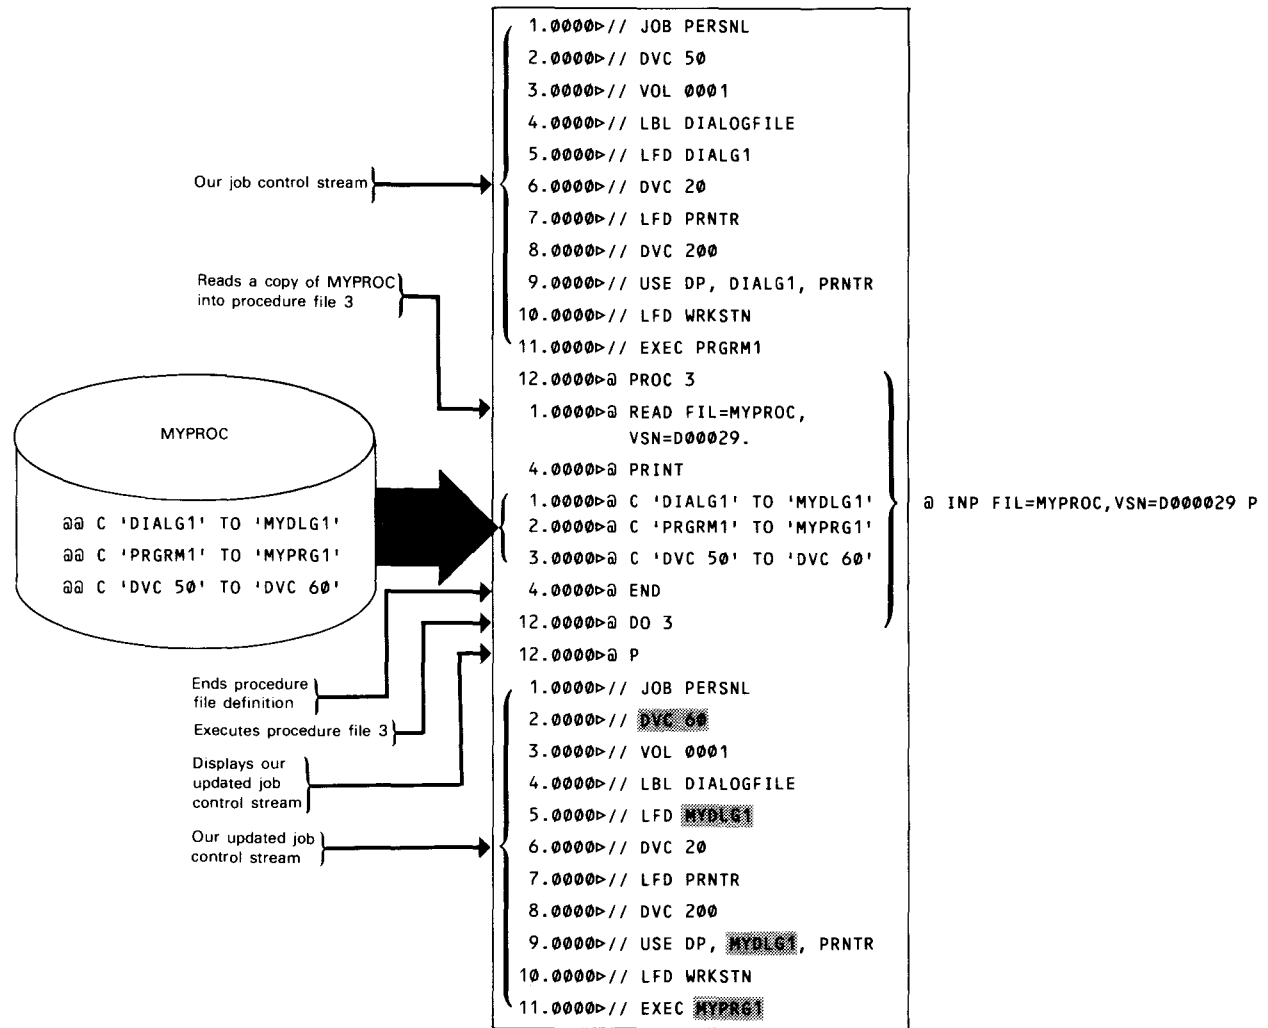 1.0000▹// JOB PERSNL
2.0000▹// DVC 50
3.0000▹// VOL 0001
4.0000▹// LBL DIALOGFILE
5.0000▹// LFD DIALG1
Our job control stream
6.0000▹// DVC 20
7.0000▹// LFD PRNTR
8.0000▹// DVC 200
Reads a copy of MYPROC
into procedure file 3
9.0000▹// USE DP, DIALG1, PRNTR
10.0000▹// LFD WRKSTN
11.0000▹// EXEC PRGRM1
12.0000▹@ PROC 3
1.0000▹@ READ FIL=MYPROC,
VSN=D00029.
4.0000▹@ PRINT
1.0000▹@ C 'DIALG1' TO 'MYDLG1'
2.0000▹@ C 'PRGRM1' TO 'MYPRG1'
3.0000▹@ C 'DVC 50' TO 'DVC 60'
4.0000▹@ END
12.0000▹@ DO 3
12.0000▹@ P
@ INP FIL=MYPROC,VSN=D000029 P
MYPROC
@@ C 'DIALG1' TO 'MYDLG1'
@@ C 'PRGRM1' TO 'MYPRG1'
@@ C 'DVC 50' TO 'DVC 60'
Ends procedure
file definition
Executes procedure file 3
Displays our
updated job
control stream
Our updated job
control stream
1.0000▹// JOB PERSNL
2.0000▹// DVC 60
3.0000▹// VOL 0001
4.0000▹// LBL DIALOGFILE
5.0000▹// LFD MYDLG1
6.0000▹// DVC 20
7.0000▹// LFD PRNTR
8.0000▹// DVC 200
9.0000▹// USE DP, MYDLG1, PRNTR
10.0000▹// LFD WRKSTN
11.0000▹// EXEC MYPRG1